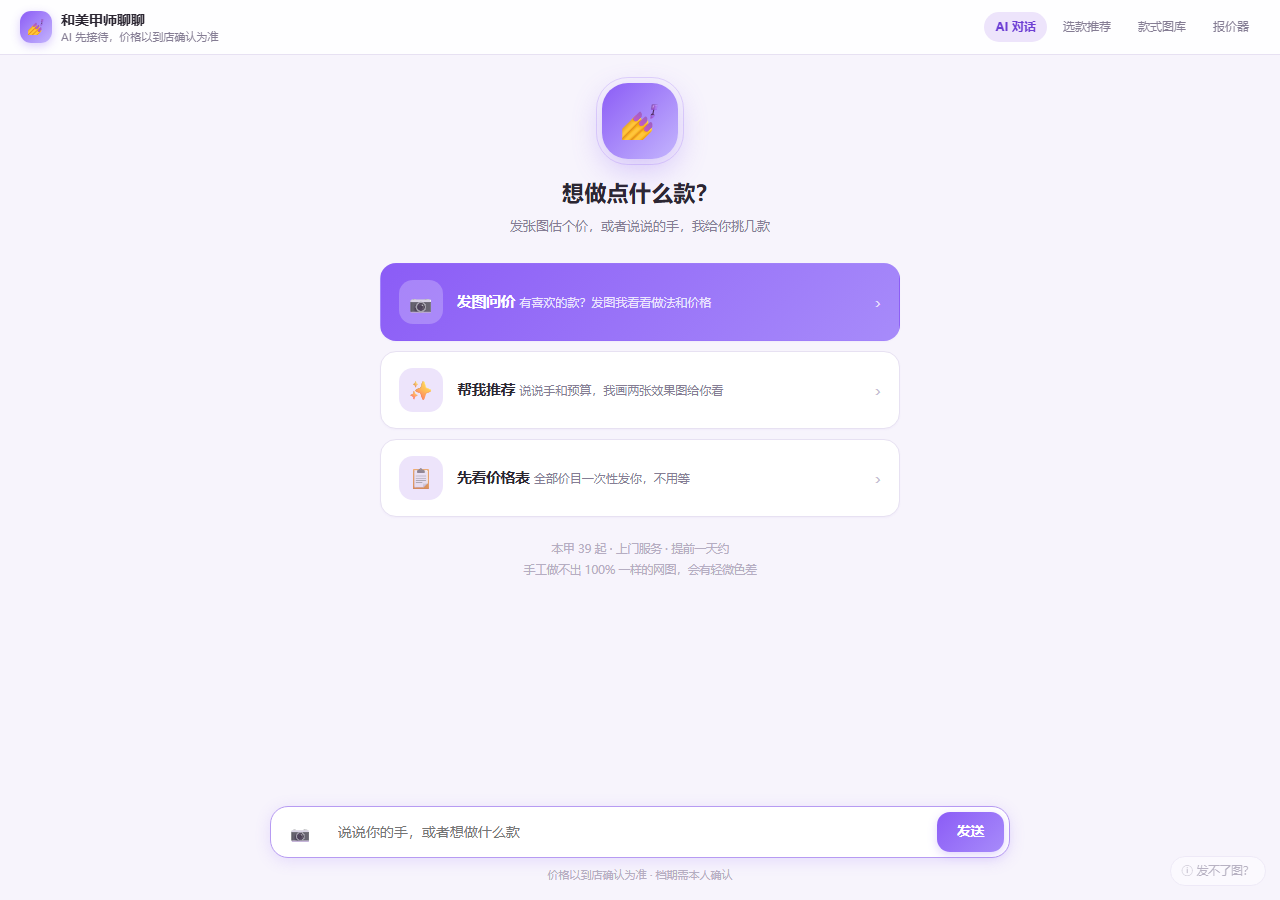 和美甲师聊聊
AI 先接待，价格以到店确认为准
AI 对话
选款推荐
款式图库
报价器
想做点什么款？
发张图估个价，或者说说的手，我给你挑几款
发图问价 有喜欢的款？发图我看看做法和价格
帮我推荐 说说手和预算，我画两张效果图给你看
先看价格表 全部价目一次性发你，不用等
本甲 39 起 · 上门服务 · 提前一天约
手工做不出 100% 一样的网图，会有轻微色差
说说你的手，或者想做什么款
发送
价格以到店确认为准 · 档期需本人确认
ⓘ 发不了图？